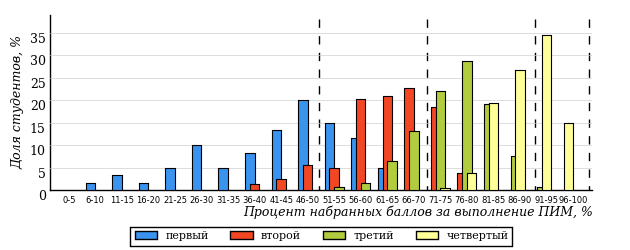 Доля студентов, %
35
30
25
20
15
10
5
0
0-5 6-10 11-15 16-20 21-25 26-30 31-35 36-40 41-45 46-50 51-55 56-60 61-65 66-70 71-75 76-80 81-85 86-90 91-95 96-100
Процент набранных баллов за выполнение ПИМ, %
первый второй третий четвертый